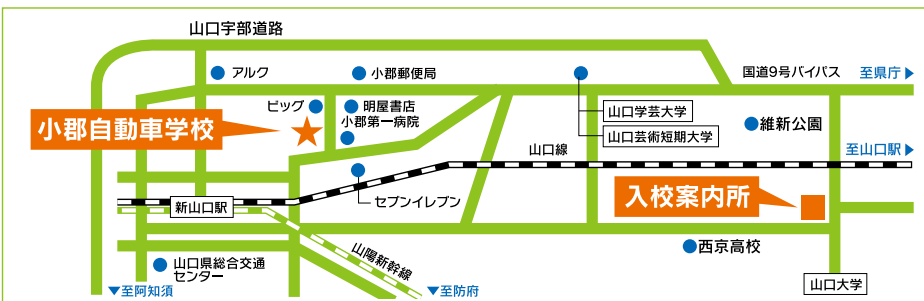 山口宇部道路
アルク
小郡郵便局
国道9号バイパス
至県庁▶
ビッグ
明屋書店
小郡第一病院
小郡自動車学校
山口学芸大学
山口芸術短期大学
維新公園
山口線
至山口駅▶
セブンイレブン
入校案内所
新山口駅
西京高校
山陽新幹線
山口県総合交通
センター
山口大学
▼至阿知須
▼至防府